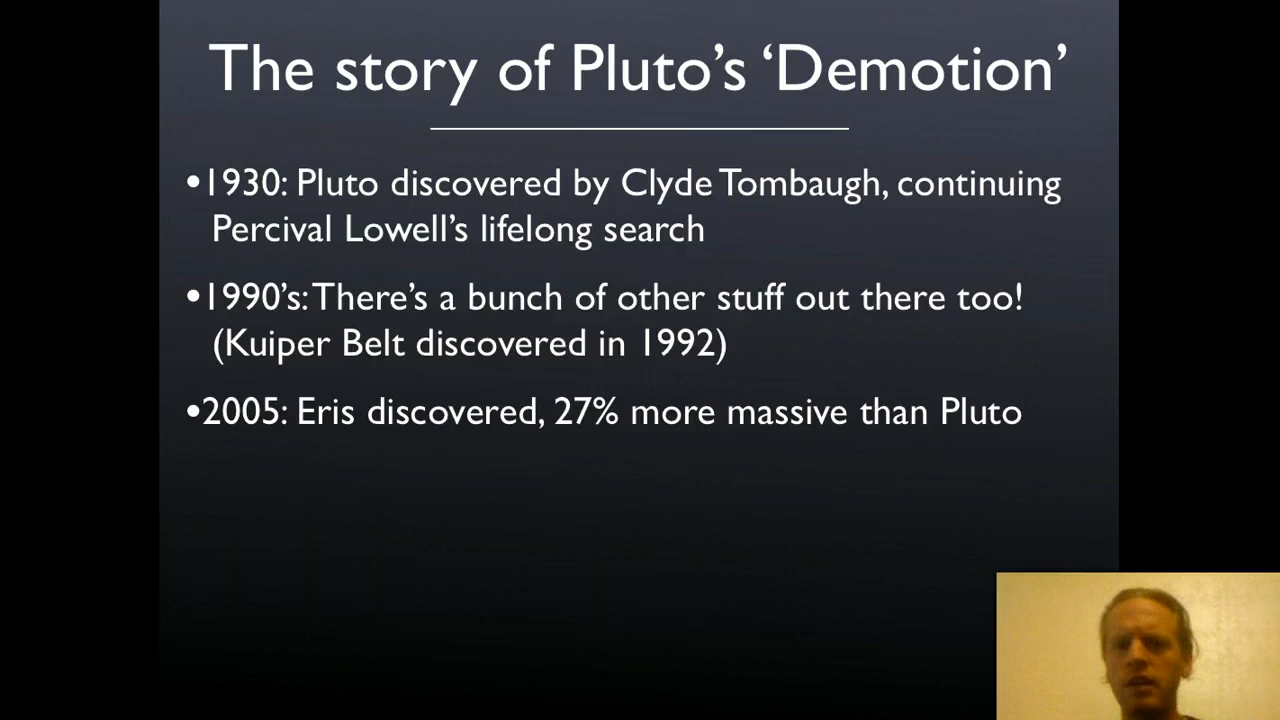 The story of Pluto’s ‘Demotion’
•1930: Pluto discovered by Clyde Tombaugh, continuing
Percival Lowell’s lifelong search
•1990’s: There’s a bunch of other stuff out there too!
(Kuiper Belt discovered in 1992)
•2005: Eris discovered, 27% more massive than Pluto